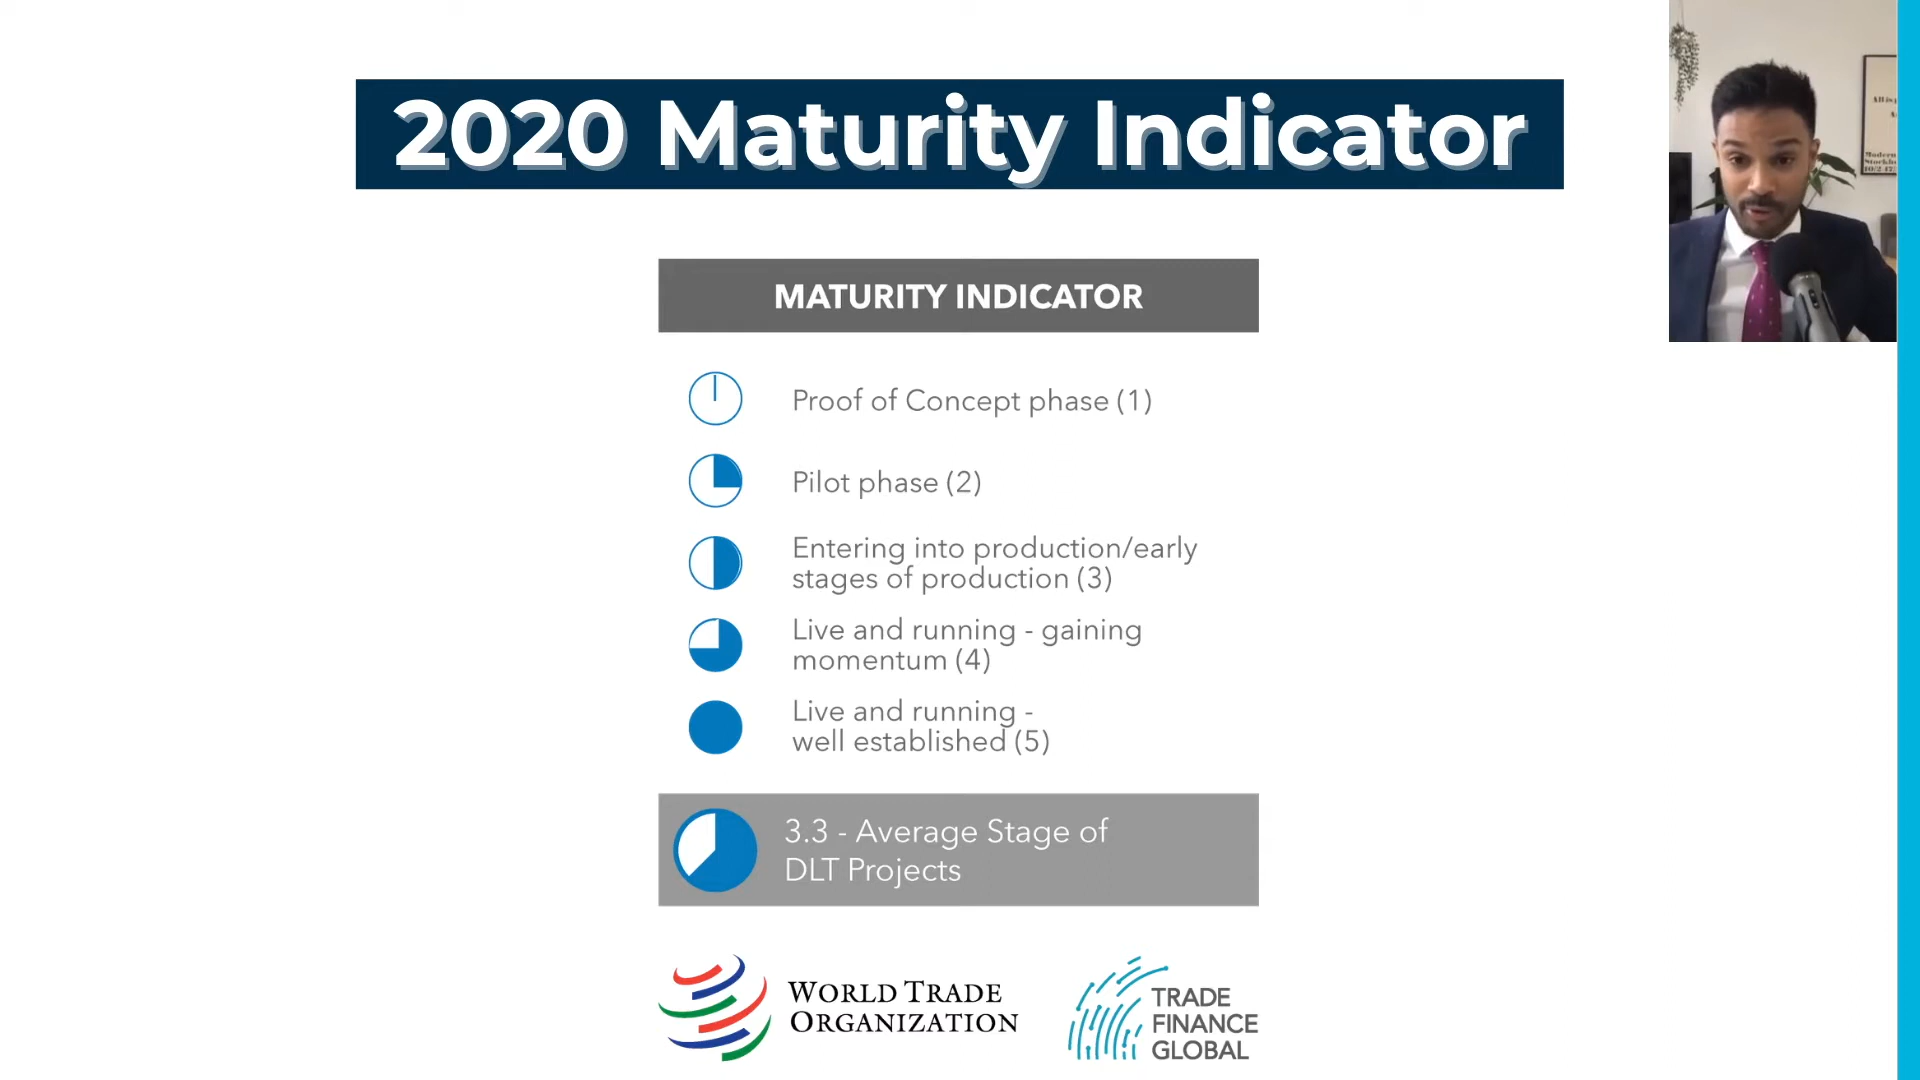 2020 Maturity Indicator
MATURITY INDICATOR
Proof of Concept phase (1)
Pilot phase (2)
Entering into production/early
stages of production (3)
Live and running - gaining
momentum (4)
Live and running -
well established (5)
3.3 - Average Stage of
DLT Projects
WORLD TRADE
ORGANIZATION
TRADE
FINANCE
GLOBAL